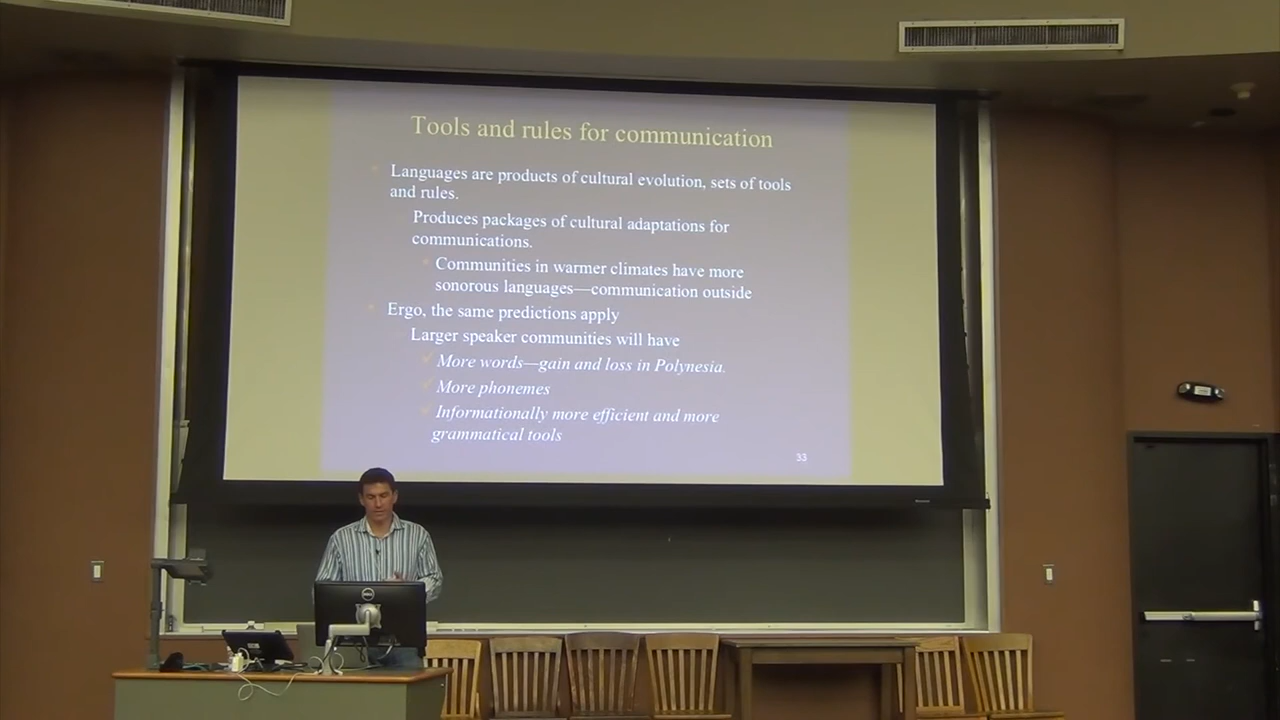 Tools and rules for communication
Languages are products of cultural evolution, sets of tools
and rules.
Produces packages of cultural adaptations for
communications.
Communities in warmer climates have more
sonorous languages—communication outside
Ergo, the same predictions apply
Larger speaker communities will have
More words—gain and loss in Polynesia.
More phonemes
Informationally more efficient and more
grammatical tools
33
DELL